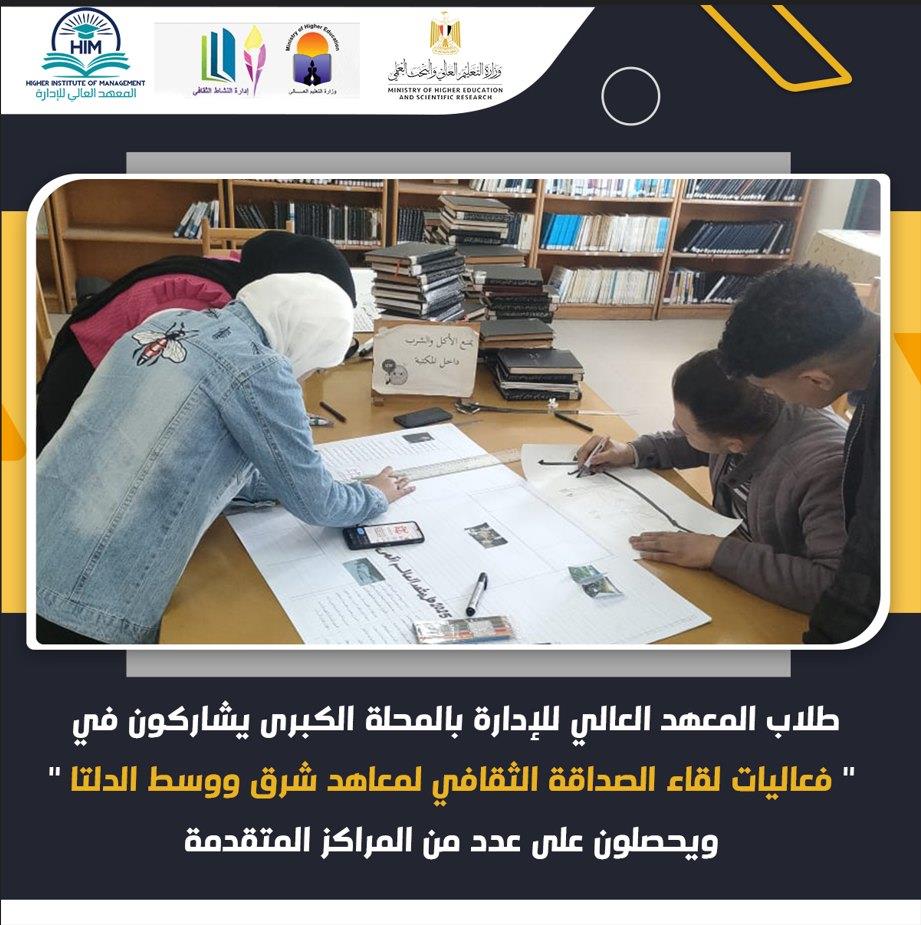 HIM
HIGHER INSTITUTE OF MANAGEMENT
المعهد العالي للإدارة
إدارة النشاط الثقافي
Ministry of Higher Education
وزارة التعليم العـــالي
وزارة التعليم العالي والبحث العلمي
MINISTRY OF HIGHER EDUCATION
AND SCIENTIFIC RESEARCH
يمنع الأكل والشرب
داخل المكتبة
2025
طلاب المعهد العالي للإدارة بالمحلة الكبرى يشاركون في
" فعاليات لقاء الصداقة الثقافي لمعاهد شرق ووسط الدلتا "
ويحصلون على عدد من المراكز المتقدمة